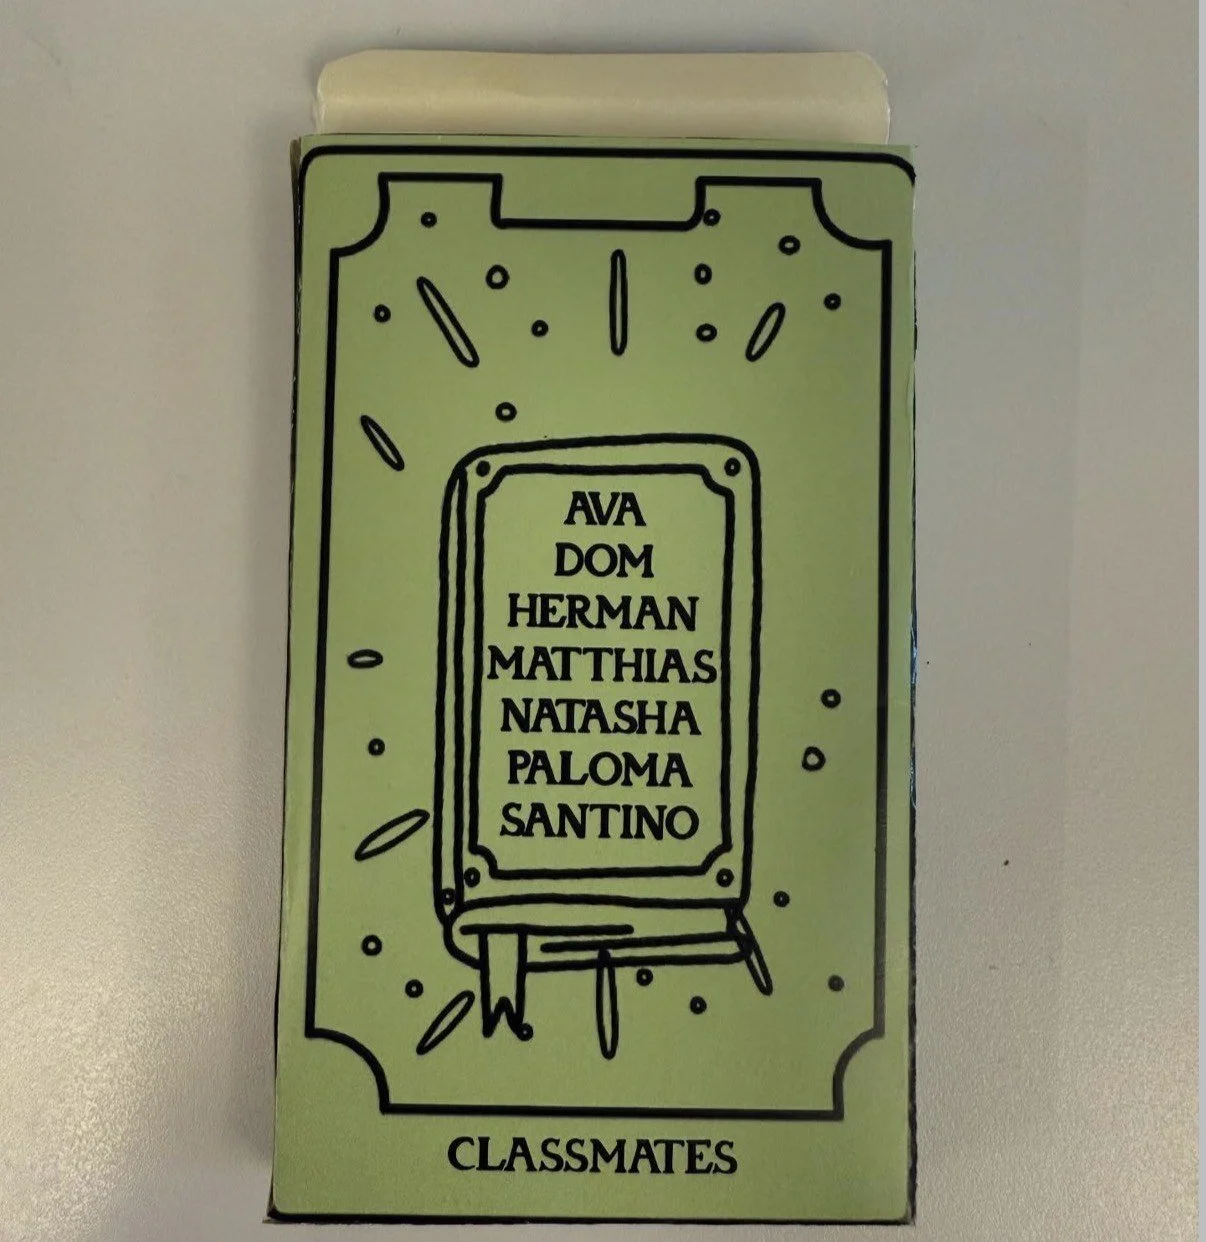 AVA
DOM
HERMAN
MATTHIAS
NATASHA
PALOMA
SANTINO
CLASSMATES